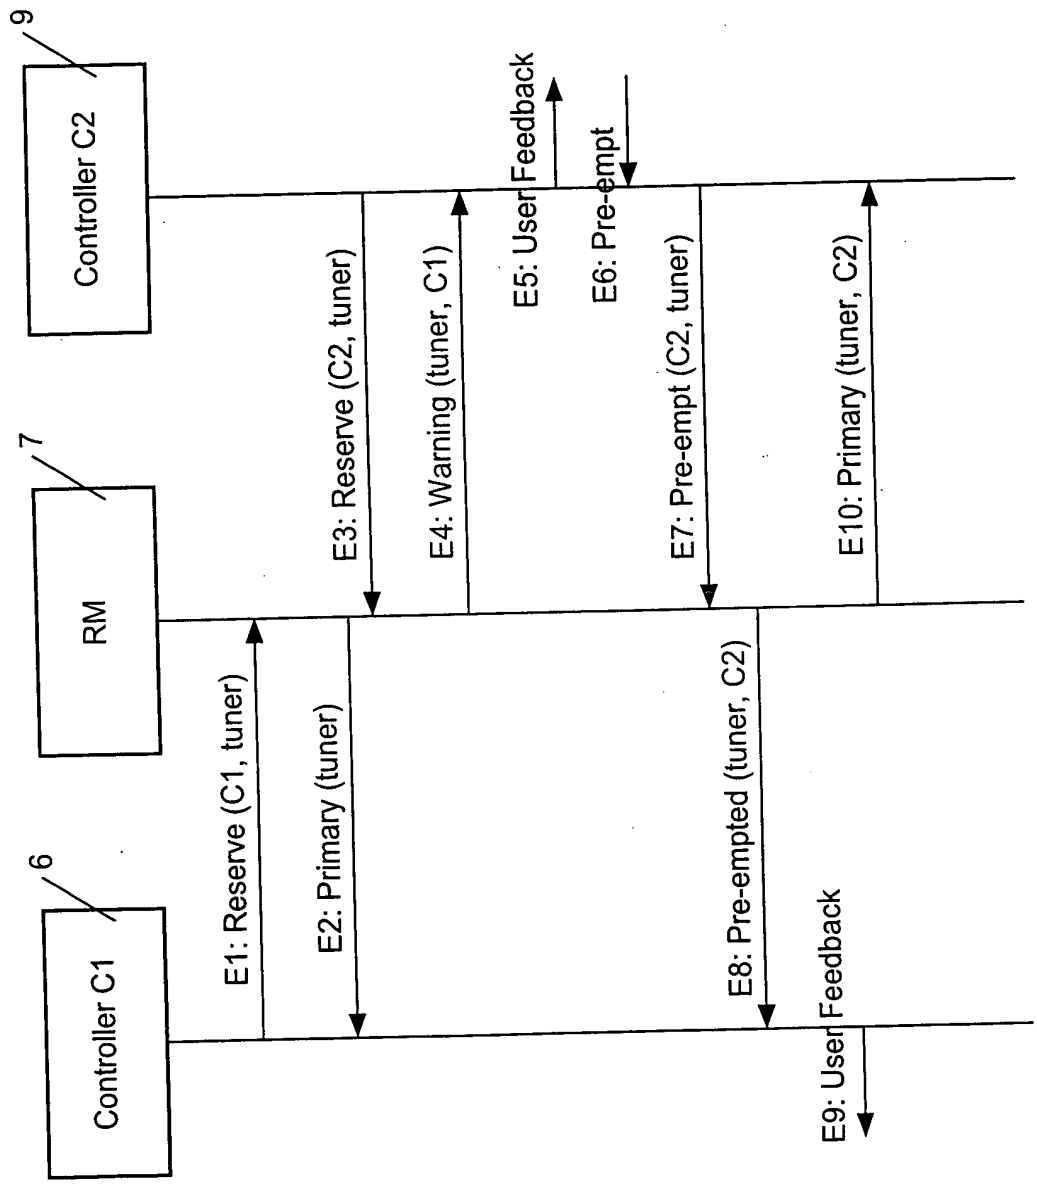 Controller C1
6
RM
7
Controller C2
9
E1: Reserve (C1, tuner)
E2: Primary (tuner)
E3: Reserve (C2, tuner)
E4: Warning (tuner, C1)
E5: User Feedback
E6: Pre-empt
E7: Pre-empt (C2, tuner)
E8: Pre-empted (tuner, C2)
E9: User Feedback
E10: Primary (tuner, C2)